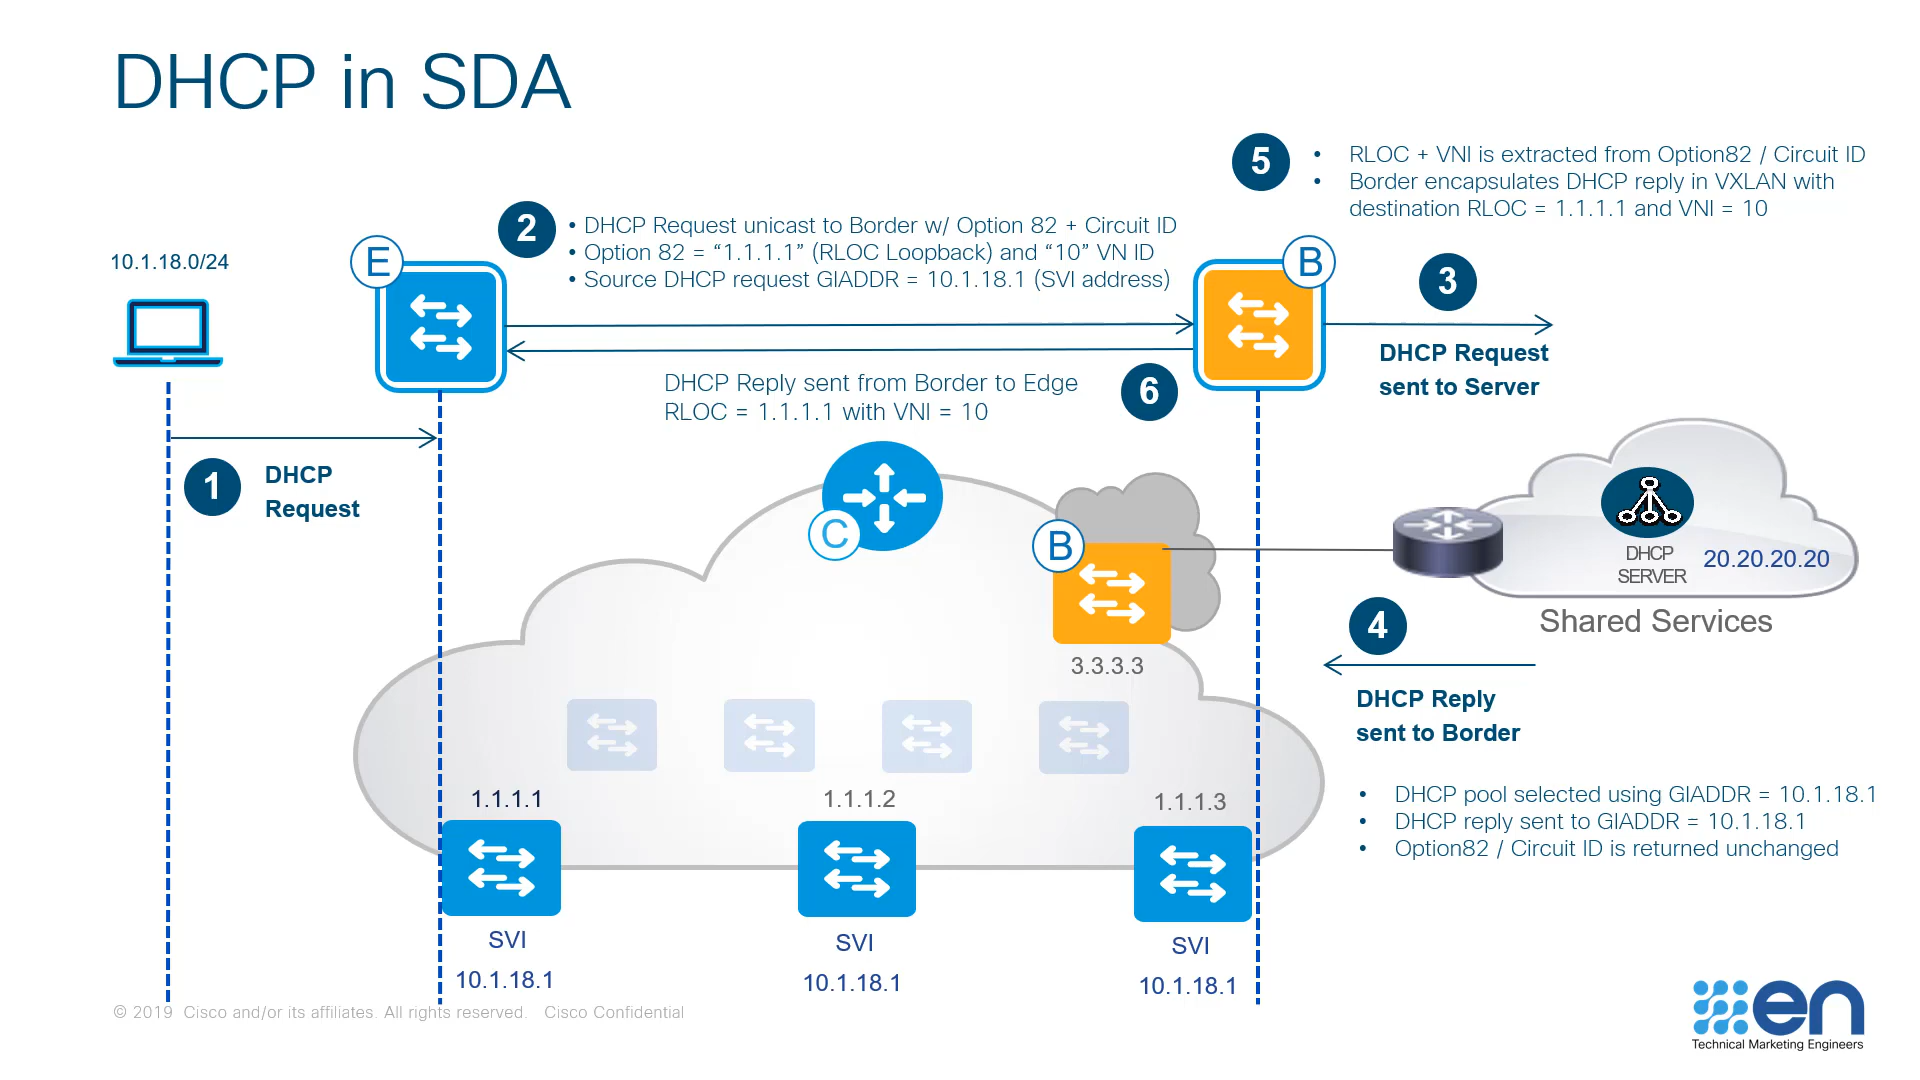 DHCP in SDA
5
• RLOC + VNI is extracted from Option82 / Circuit ID
• Border encapsulates DHCP reply in VXLAN with
destination RLOC = 1.1.1.1 and VNI = 10
2
• DHCP Request unicast to Border w/ Option 82 + Circuit ID
• Option 82 = “1.1.1.1” (RLOC Loopback) and “10” VN ID
• Source DHCP request GIADDR = 10.1.18.1 (SVI address)
10.1.18.0/24
E
B
3
DHCP Request
sent to Server
DHCP Reply sent from Border to Edge
RLOC = 1.1.1.1 with VNI = 10
6
1
DHCP
Request
C
B
DHCP
SERVER
20.20.20.20
Shared Services
3.3.3.3
4
DHCP Reply
sent to Border
• DHCP pool selected using GIADDR = 10.1.18.1
• DHCP reply sent to GIADDR = 10.1.18.1
• Option82 / Circuit ID is returned unchanged
1.1.1.1
1.1.1.2
1.1.1.3
SVI
10.1.18.1
SVI
10.1.18.1
SVI
10.1.18.1
© 2019 Cisco and/or its affiliates. All rights reserved. Cisco Confidential
en
Technical Marketing Engineers